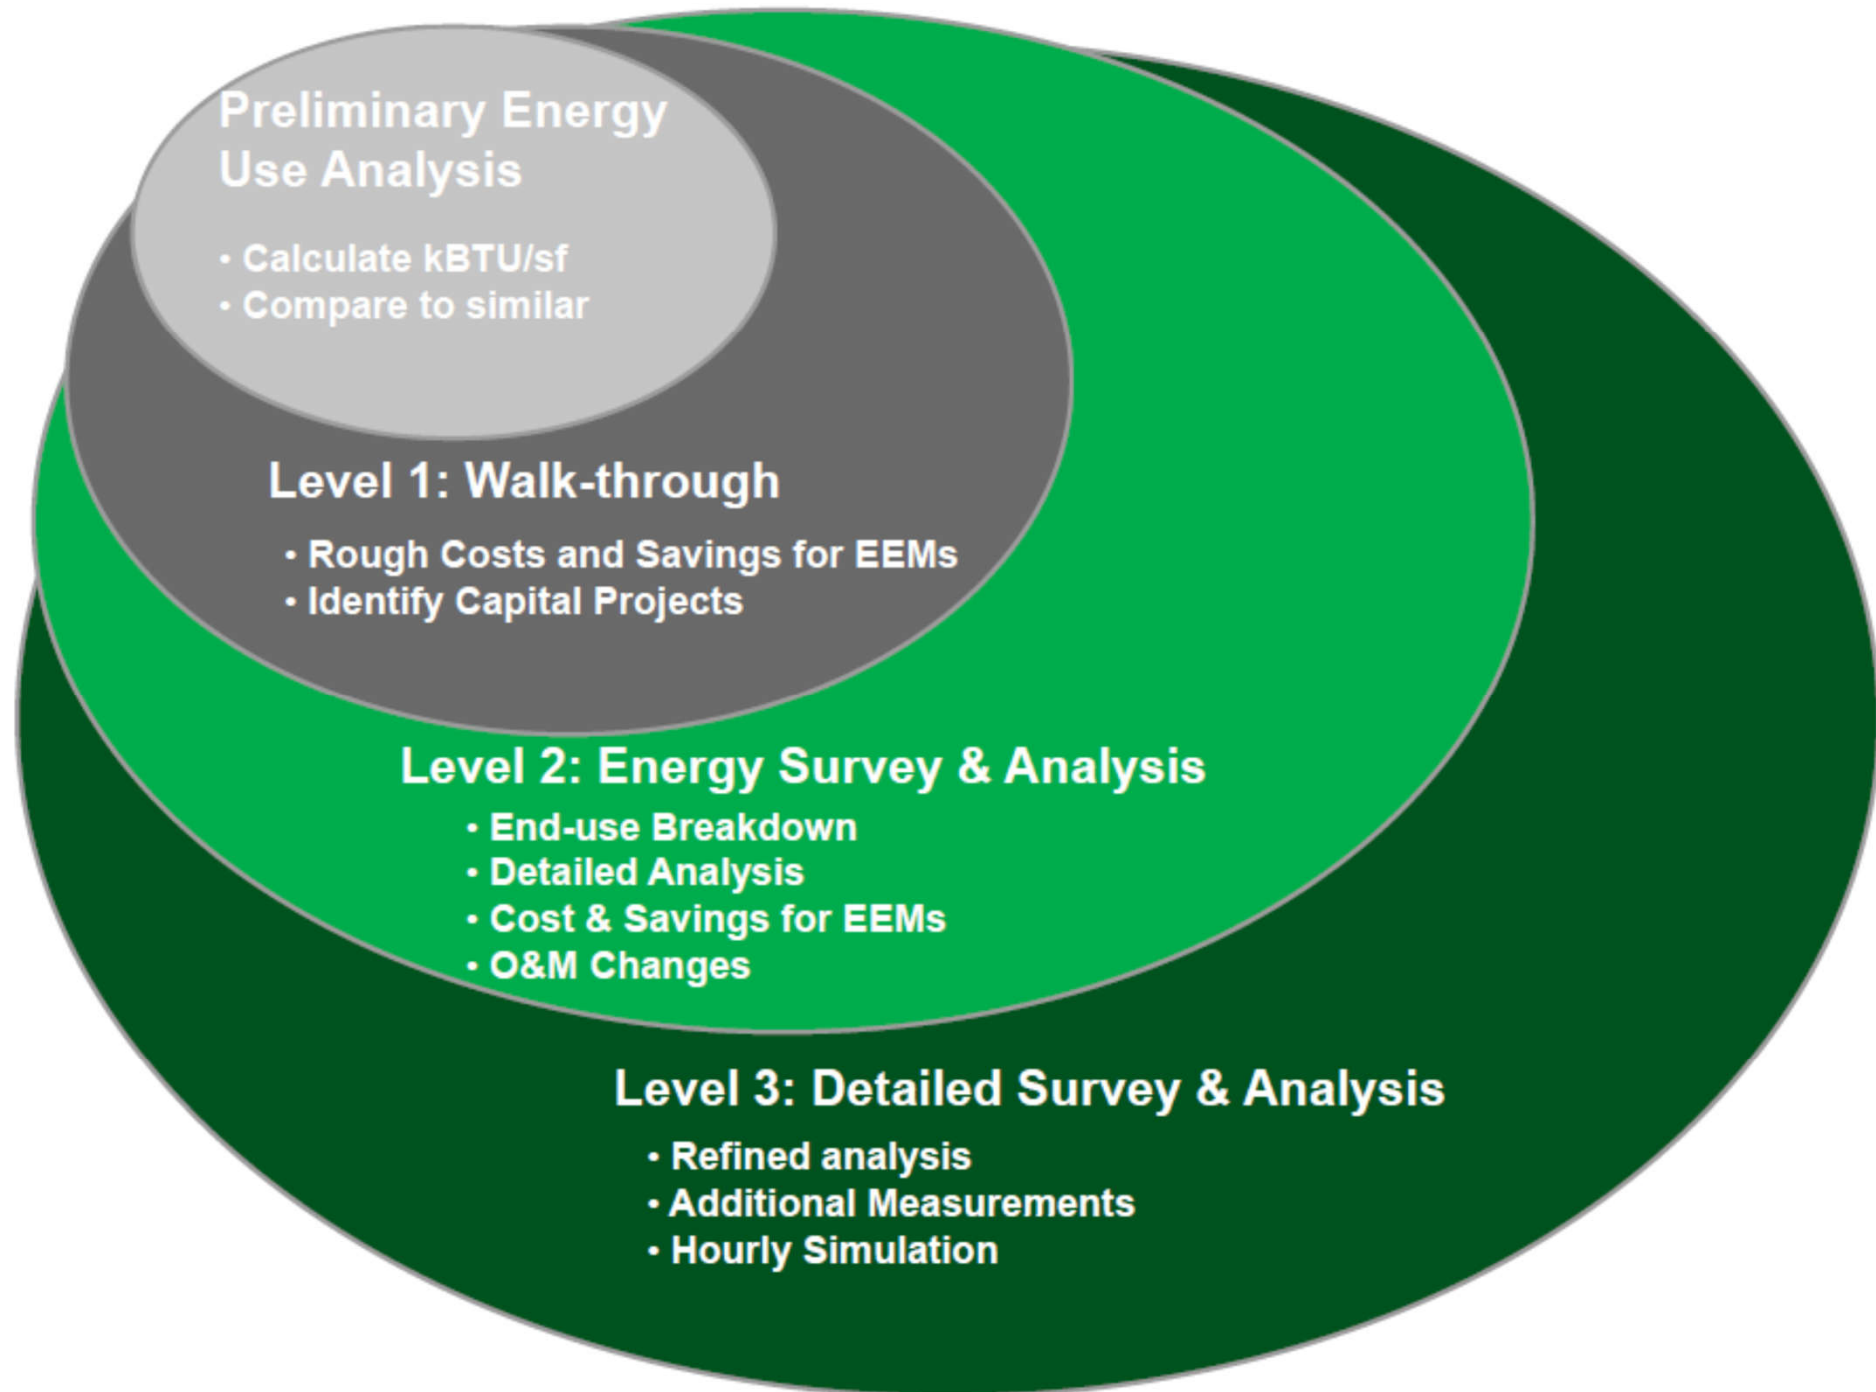 Preliminary Energy
Use Analysis
• Calculate kBTU/sf
• Compare to similar
Level 1: Walk-through
• Rough Costs and Savings for EEMs
• Identify Capital Projects
Level 2: Energy Survey & Analysis
• End-use Breakdown
• Detailed Analysis
• Cost & Savings for EEMs
• O&M Changes
Level 3: Detailed Survey & Analysis
• Refined analysis
• Additional Measurements
• Hourly Simulation